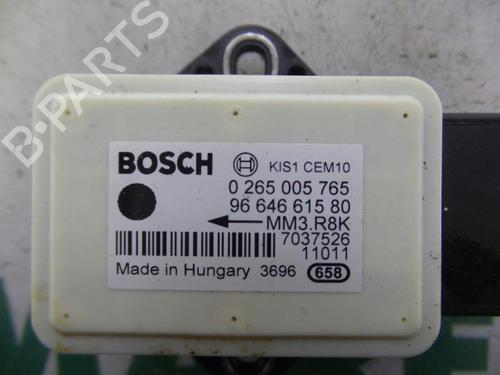 B-PARTS
BOSCH KIS1 CEM10
0 265 005 765
96 646 615 80
MM3.R8K
7037526
11011
Made in Hungary 3696 658